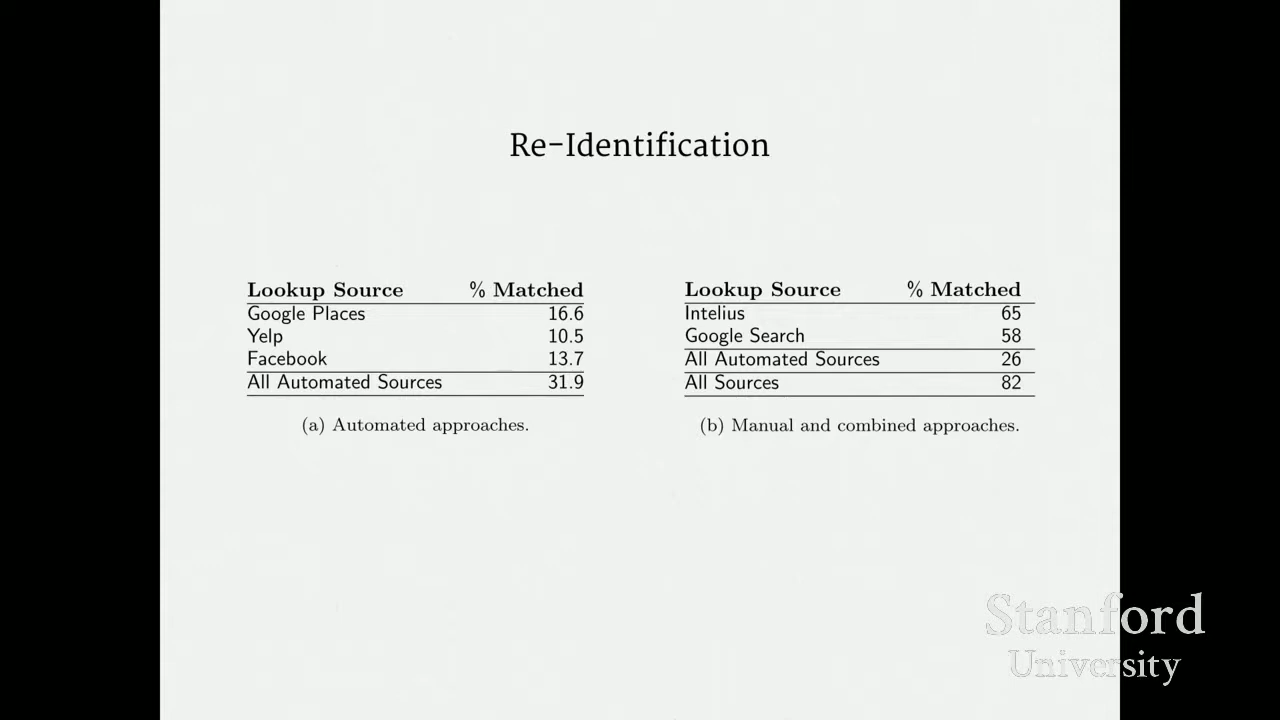 Re-Identification
Lookup Source % Matched
Google Places 16.6
Yelp 10.5
Facebook 13.7
All Automated Sources 31.9
(a) Automated approaches.
Lookup Source % Matched
Intelius 65
Google Search 58
All Automated Sources 26
All Sources 82
(b) Manual and combined approaches.
Stanford
University